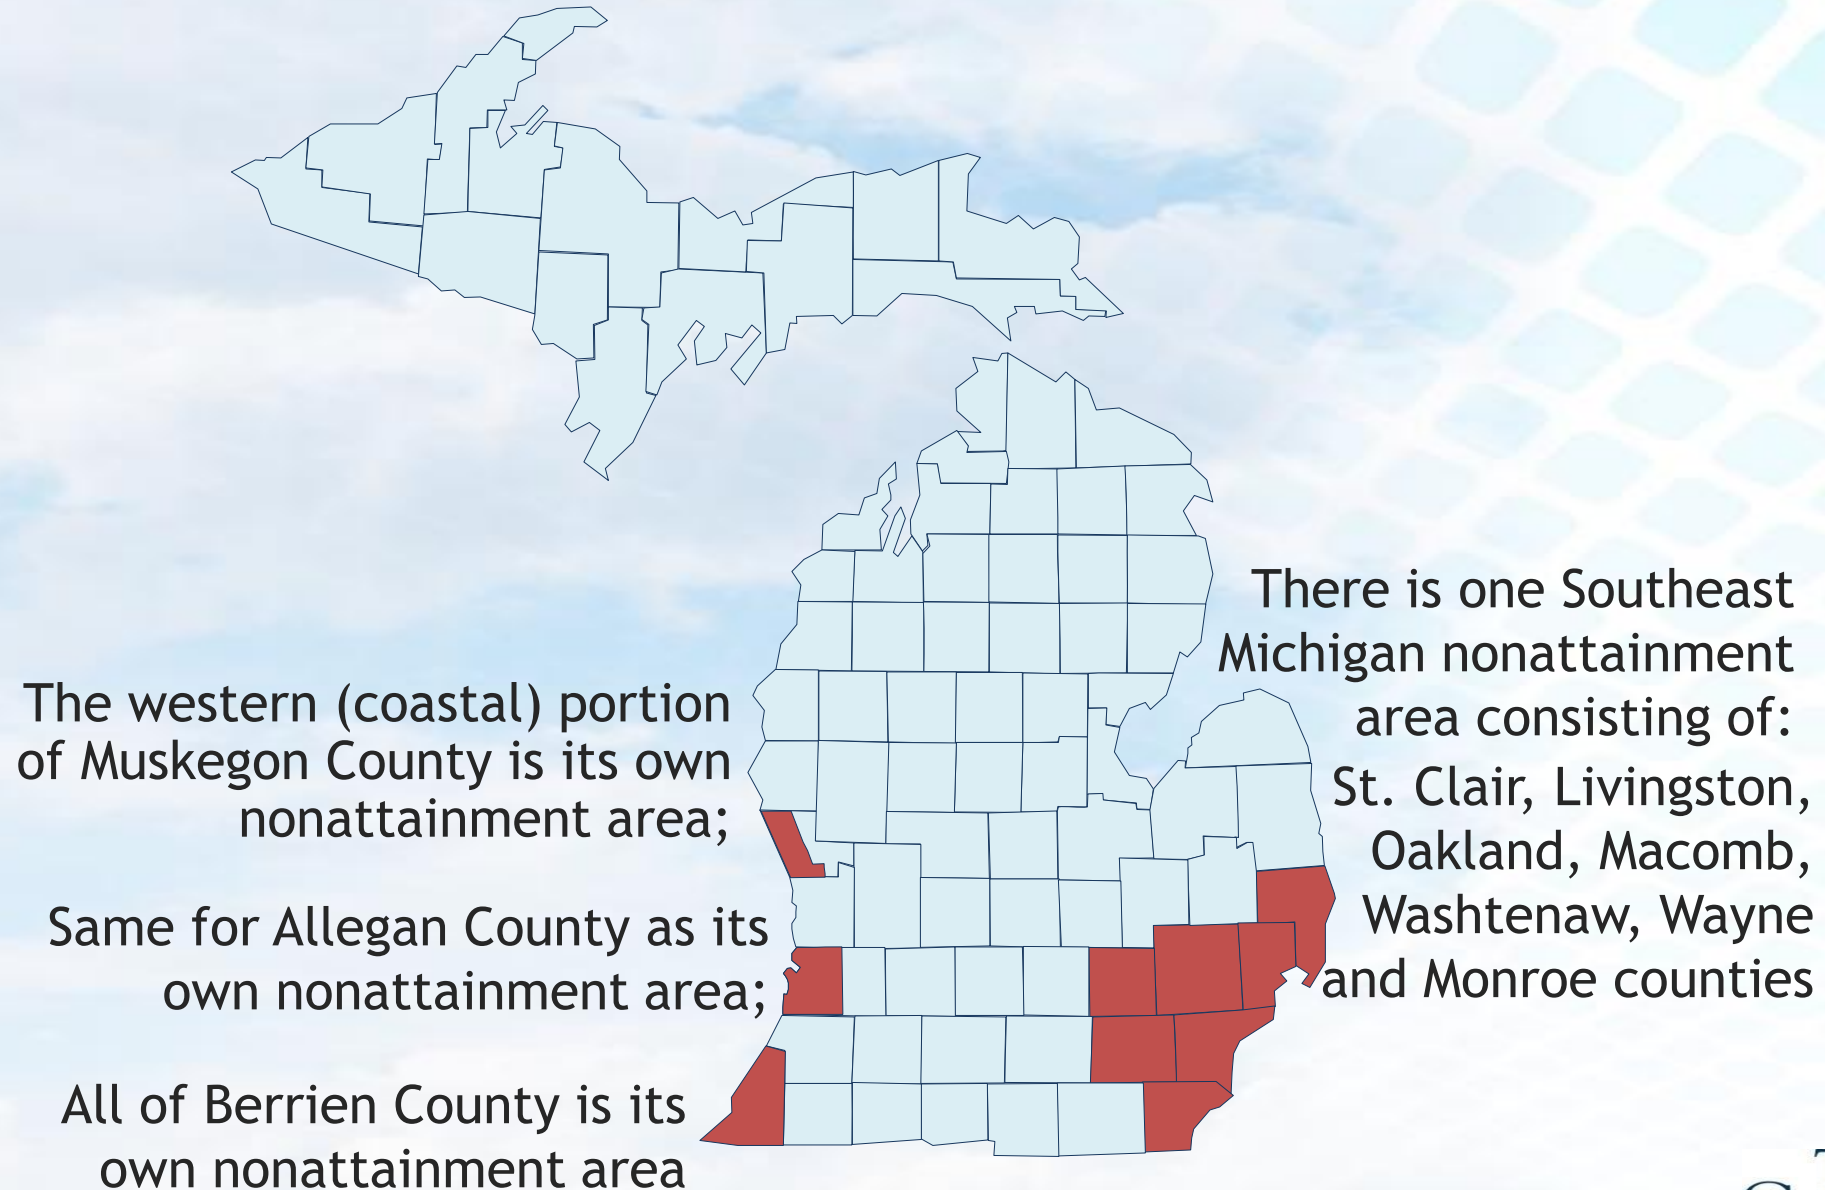 The western (coastal) portion
of Muskegon County is its own
nonattainment area;
Same for Allegan County as its
own nonattainment area;
All of Berrien County is its
own nonattainment area
There is one Southeast
Michigan nonattainment
area consisting of:
St. Clair, Livingston,
Oakland, Macomb,
Washtenaw, Wayne
and Monroe counties